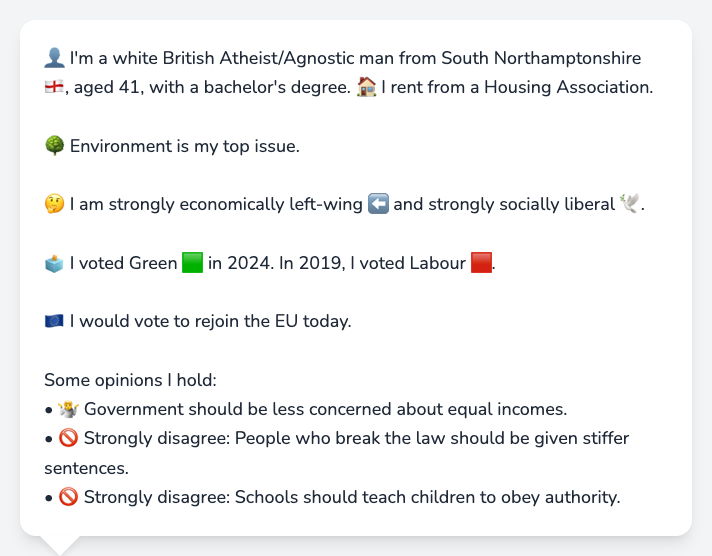 👤 I'm a white British Atheist/Agnostic man from South Northamptonshire
🏴󠁧󠁢󠁥󠁮󠁧󠁿, aged 41, with a bachelor's degree. 🏠 I rent from a Housing Association.
🌳 Environment is my top issue.
🤔 I am strongly economically left-wing ⬅️ and strongly socially liberal 🕊️.
🗳️ I voted Green 🟩 in 2024. In 2019, I voted Labour 🟥.
🇪🇺 I would vote to rejoin the EU today.
Some opinions I hold:
• 🤷 Government should be less concerned about equal incomes.
• 🚫 Strongly disagree: People who break the law should be given stiffer
sentences.
• 🚫 Strongly disagree: Schools should teach children to obey authority.